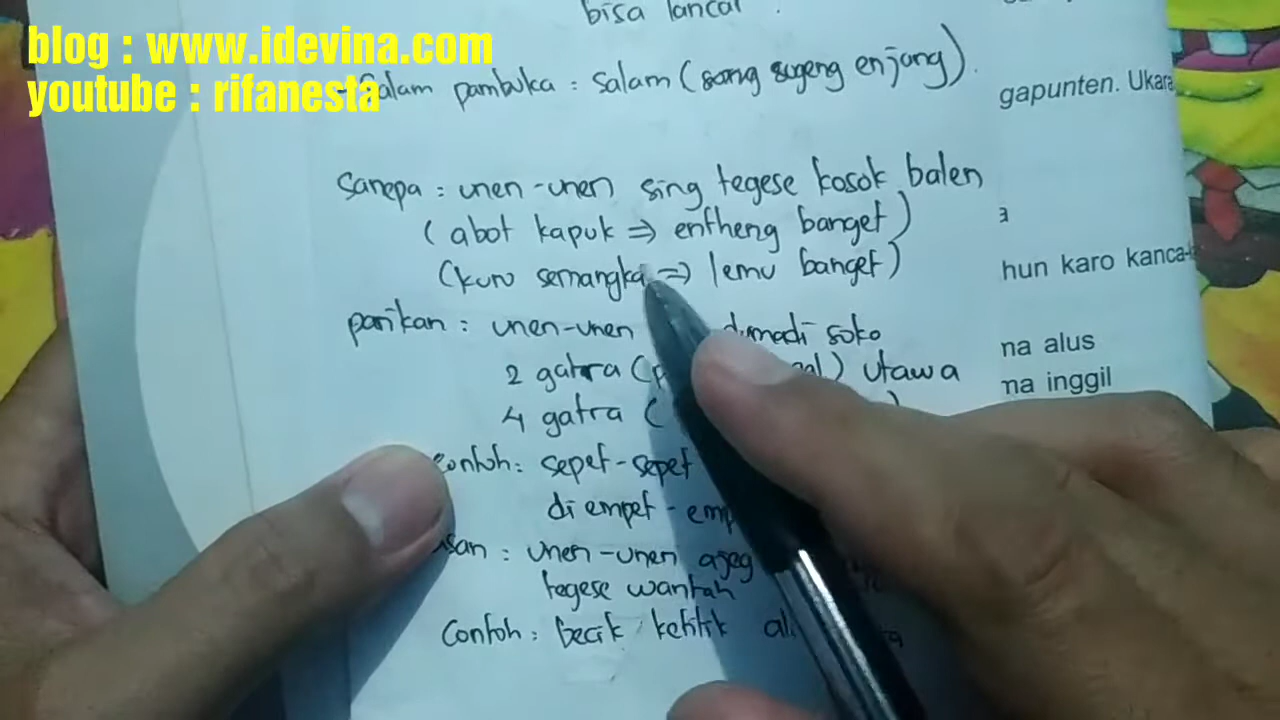 blog : www.idevina.com
youtube : rifanesta
bisa lancar.
- Salam pambuka : salam (sang sugeng enjang).
gapunten. Ukara
Sanepa : unen-unen sing tegese kosok balen
(abot kapuk => entheng banget)
(kuru semangka => lemu banget)
hun karo kanca-
parikan : unen-unen dumadi soko
2 gatra ( utawa
na alus
4 gatra (
na inggil
contoh: sepet-sepet
di empet -
unen-unen ajeg
tegese wantah
Contoh: becik ketitik